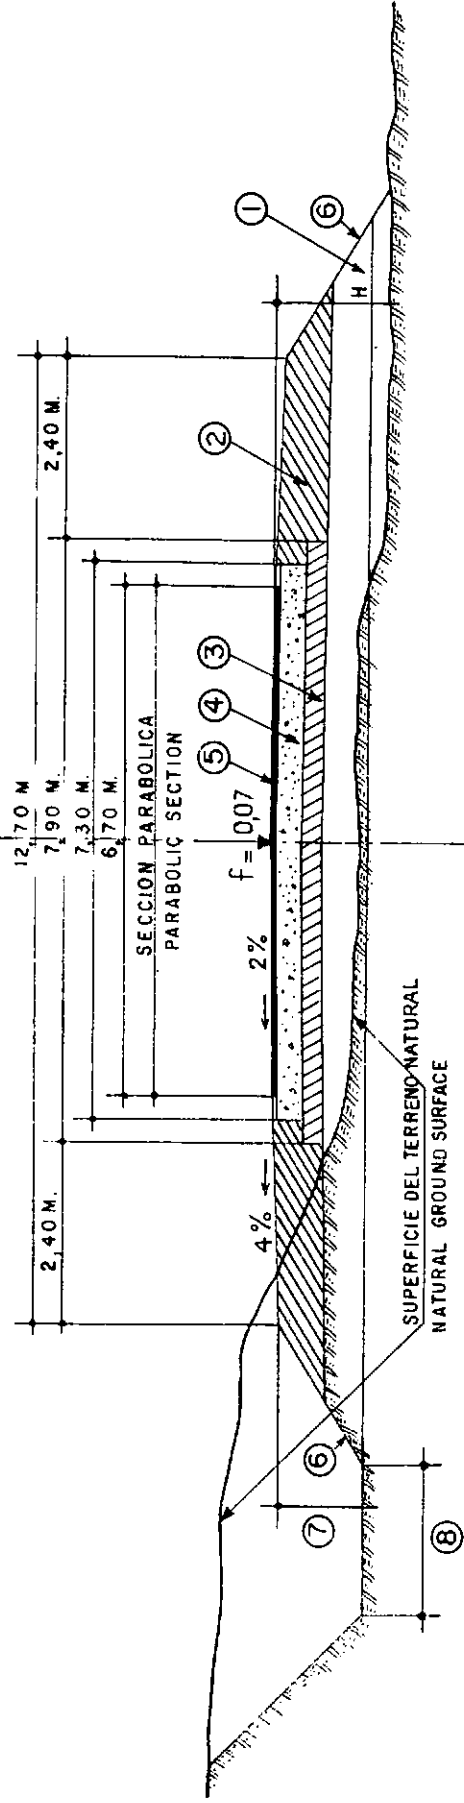 12,70 M
7,90 M.
7,30 M.
6,70 M.
2,40 M.
2,40 M.
SECCION PARABOLICA
PARABOLIC SECTION
4%
2%
f = 0,07
5
4
3
2
1
6
H
6
7
8
SUPERFICIE DEL TERRENO NATURAL
NATURAL GROUND SURFACE